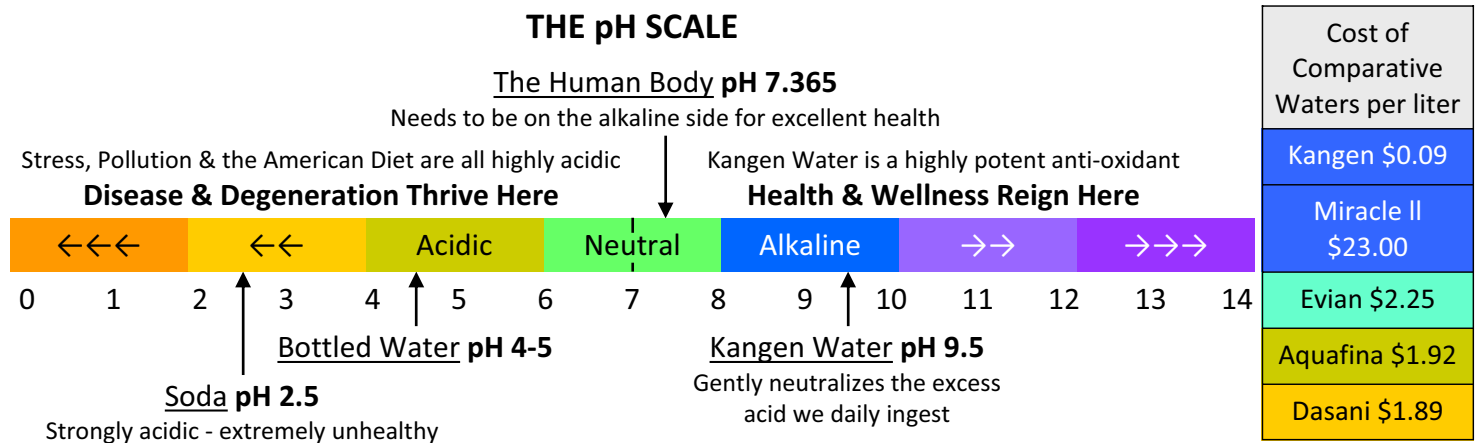 THE pH SCALE
The Human Body pH 7.365
Needs to be on the alkaline side for excellent health
Stress, Pollution & the American Diet are all highly acidic
Disease & Degeneration Thrive Here
Kangen Water is a highly potent anti-oxidant
Health & Wellness Reign Here
←←← ←← Acidic Neutral Alkaline →→ →→→
0 1 2 3 4 5 6 7 8 9 10 11 12 13 14
Bottled Water pH 4-5
Soda pH 2.5
Strongly acidic - extremely unhealthy
Kangen Water pH 9.5
Gently neutralizes the excess
acid we daily ingest
Cost of
Comparative
Waters per liter
Kangen $0.09
Miracle ll
$23.00
Evian $2.25
Aquafina $1.92
Dasani $1.89